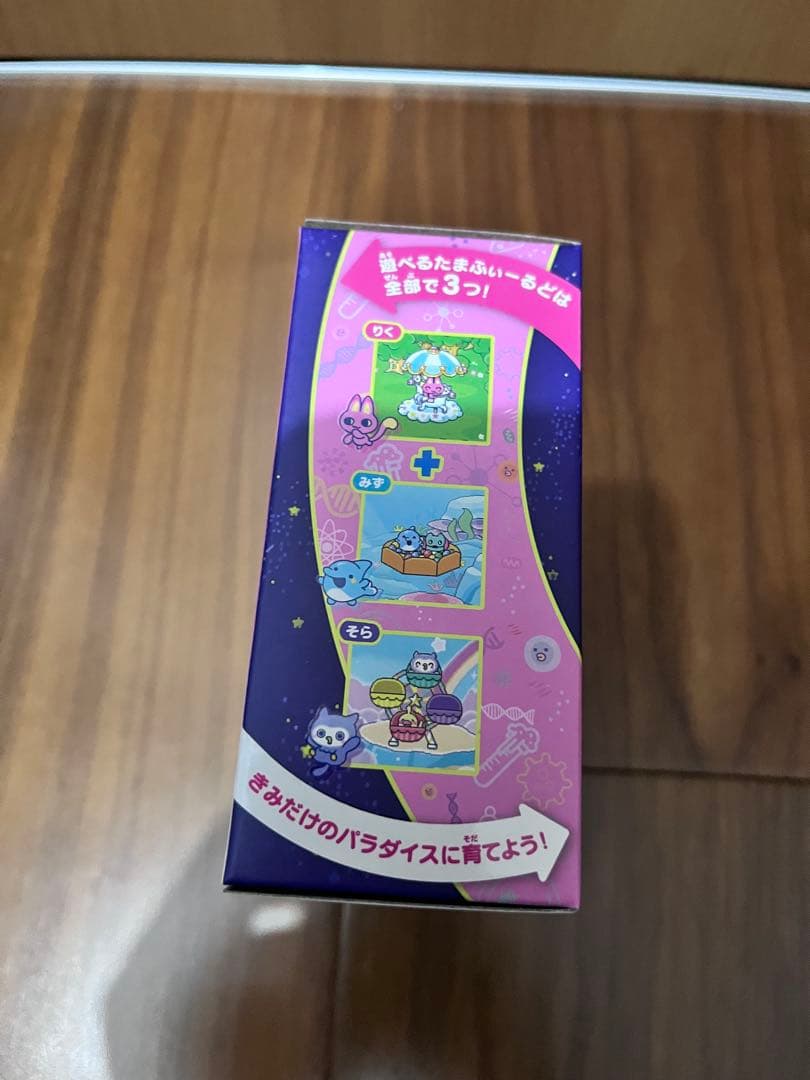 遊べるたまふぃーるどは
全部で3つ!
りく
+
みず
そら
きみだけのパラダイスに育てよう!